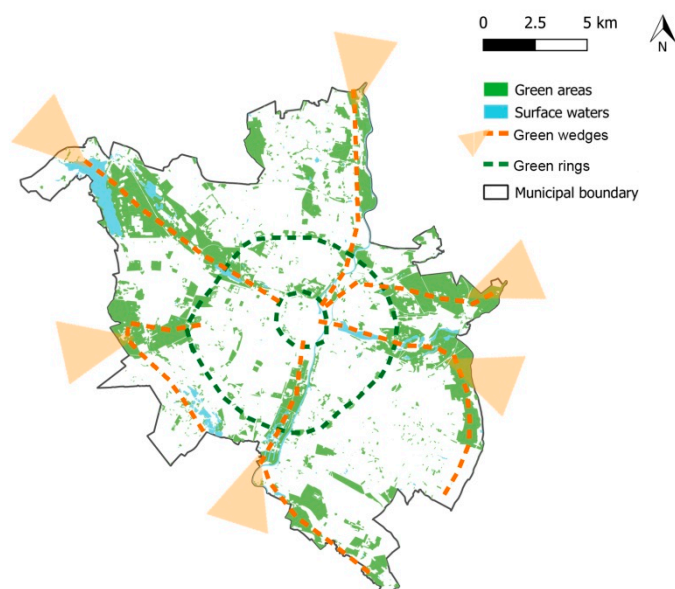 0 2.5 5 km
N
Green areas
Surface waters
Green wedges
Green rings
Municipal boundary